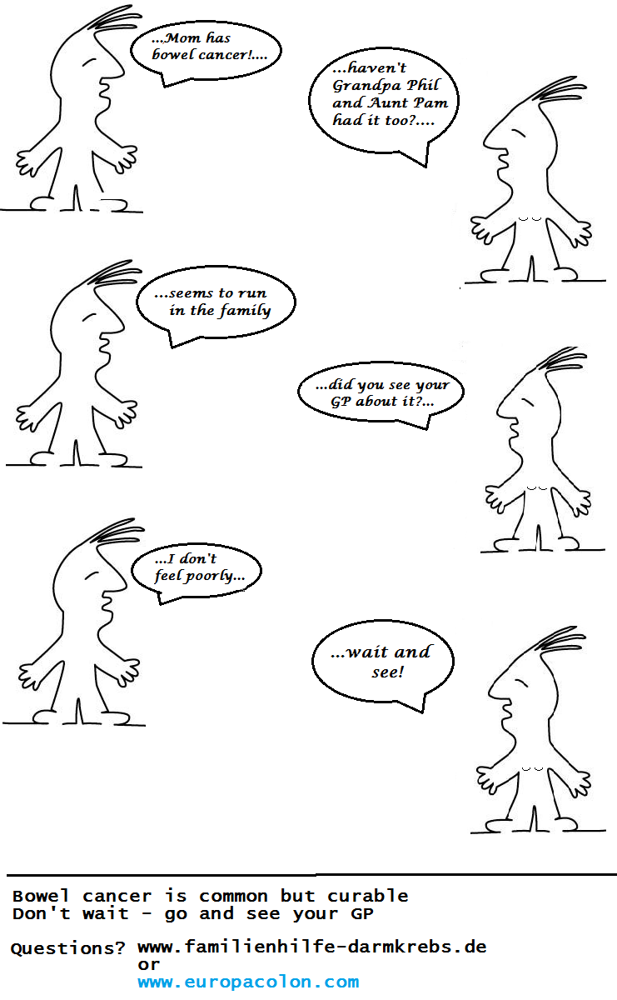 ...Mom has
bowel cancer!....
...haven't
Grandpa Phil
and Aunt Pam
had it too?....
...seems to run
in the family
...did you see your
GP about it?...
...I don't
feel poorly...
...wait and
see!
Bowel cancer is common but curable
Don't wait - go and see your GP
Questions? www.familienhilfe-darmkrebs.de
or
www.europacolon.com